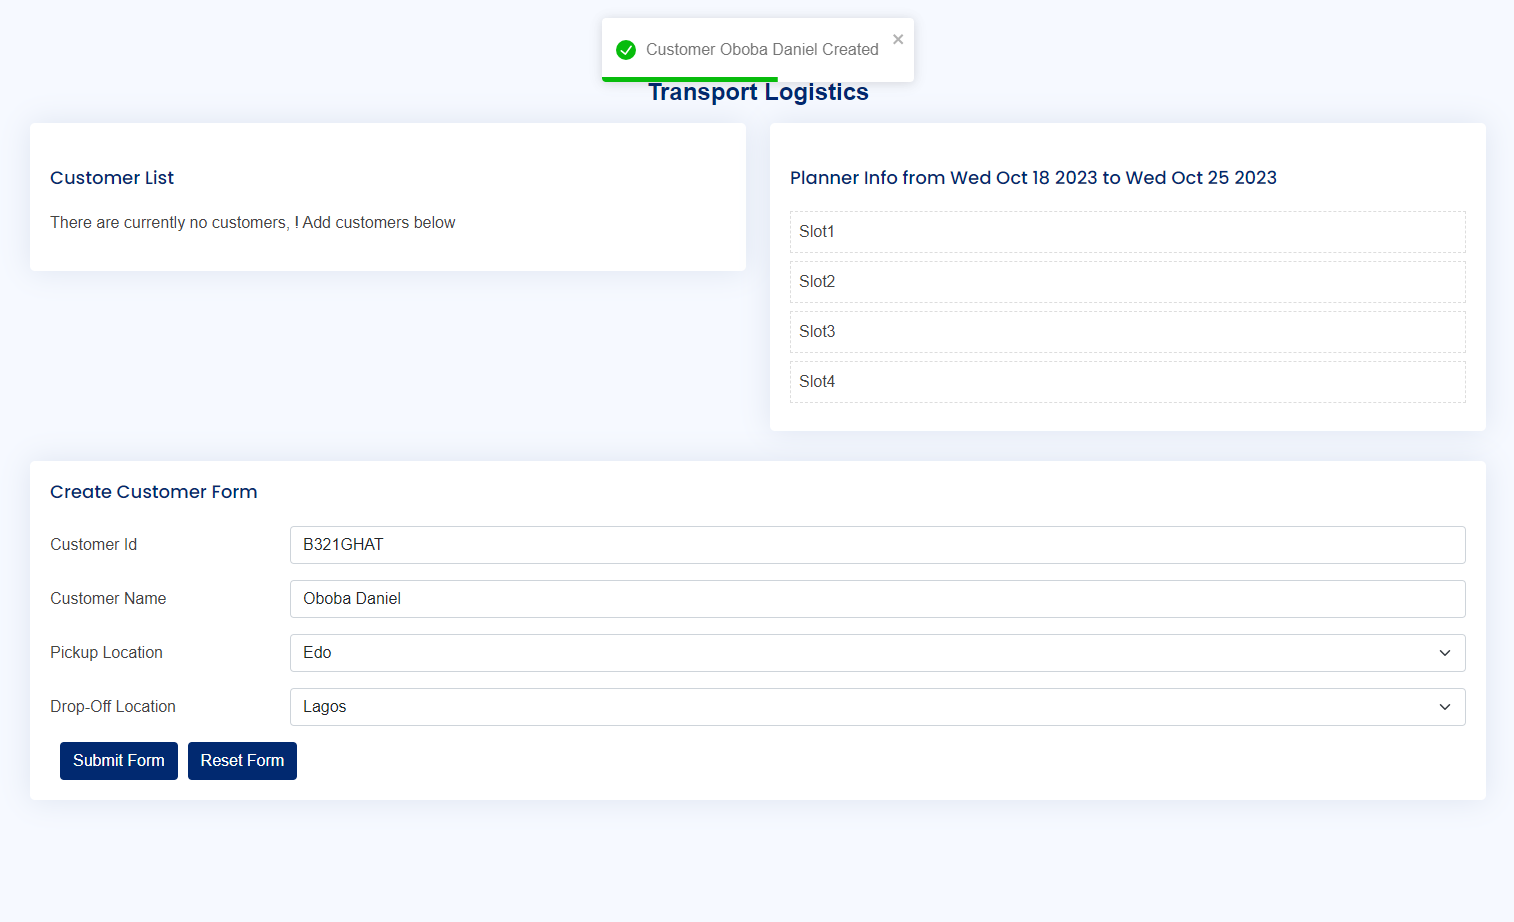 Customer Oboba Daniel Created
Transport Logistics
Customer List
There are currently no customers, ! Add customers below
Planner Info from Wed Oct 18 2023 to Wed Oct 25 2023
Slot1
Slot2
Slot3
Slot4
Create Customer Form
Customer Id
B321GHAT
Customer Name
Oboba Daniel
Pickup Location
Edo
Drop-Off Location
Lagos
Submit Form
Reset Form